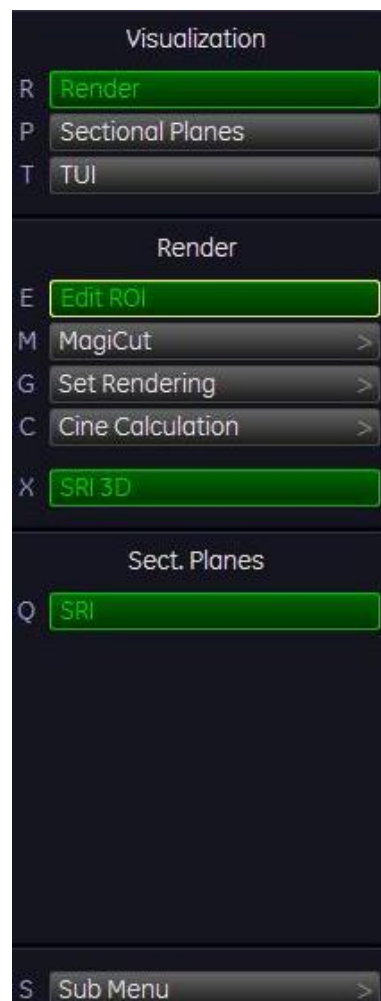 Visualization
R Render
P Sectional Planes
T TUI
Render
E Edit ROI
M MagiCut >
G Set Rendering >
C Cine Calculation >
X SRI 3D
Sect. Planes
Q SRI
S Sub Menu >